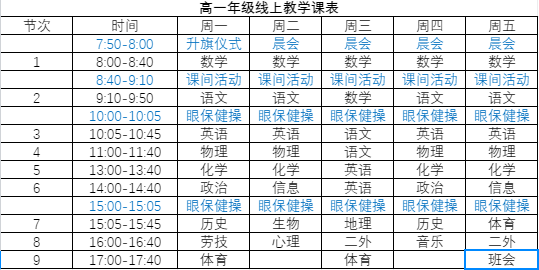 高一年级线上教学课表
节次 时间 周一 周二 周三 周四 周五
7:50-8:00 升旗仪式 晨会 晨会 晨会 晨会
1 8:00-8:40 数学 数学 数学 数学 数学
8:40-9:10 课间活动 课间活动 课间活动 课间活动 课间活动
2 9:10-9:50 语文 语文 数学 语文 语文
10:00-10:05 眼保健操 眼保健操 眼保健操 眼保健操 眼保健操
3 10:05-10:45 英语 英语 语文 英语 英语
4 11:00-11:40 物理 物理 语文 物理 物理
5 13:00-13:40 化学 化学 英语 化学 化学
6 14:00-14:40 政治 信息 英语 政治 信息
15:00-15:05 眼保健操 眼保健操 眼保健操 眼保健操 眼保健操
7 15:05-15:45 历史 生物 地理 历史 体育
8 16:00-16:40 劳技 心理 二外 音乐 二外
9 17:00-17:40 体育 体育 班会